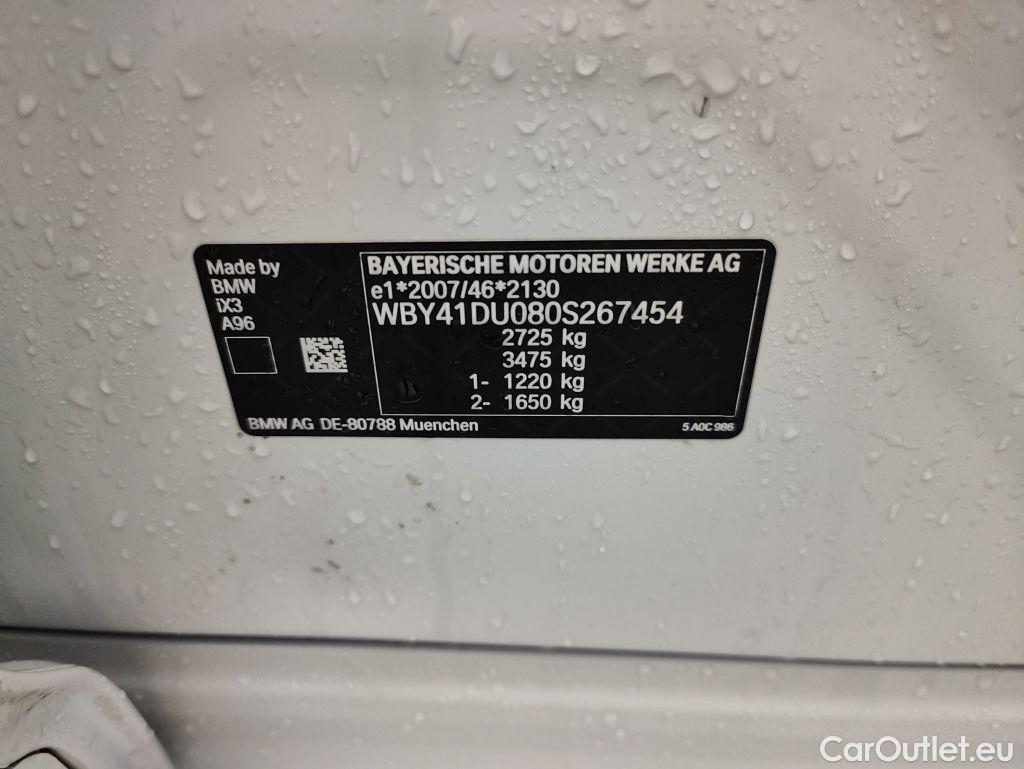 Made by
BMW
iX3
A96
BAYERISCHE MOTOREN WERKE AG
e1*2007/46*2130
WBY41DU080S267454
2725 kg
3475 kg
1- 1220 kg
2- 1650 kg
BMW AG DE-80788 Muenchen
5 A0C 986
CarOutlet.eu